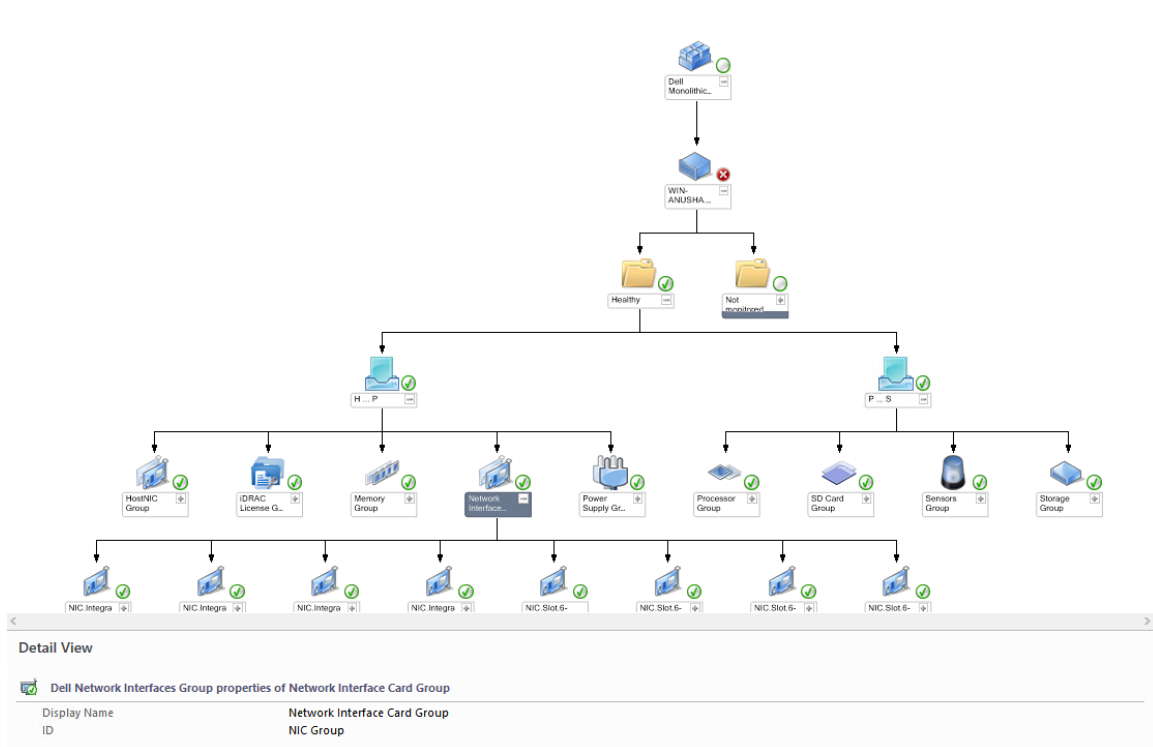 Dell
Monolithic...
WIN-
ANUSHA...
Healthy
Not
monitored
H ... P
P ... S
HostNIC
Group
iDRAC
License G...
Memory
Group
Network
Interface...
Power
Supply Gr...
Processor
Group
SD Card
Group
Sensors
Group
Storage
Group
NIC.Integra
NIC.Integra
NIC.Integra
NIC.Integra
NIC.Slot.6-
NIC.Slot.6-
NIC.Slot.6-
NIC.Slot.6-
Detail View
Dell Network Interfaces Group properties of Network Interface Card Group
Display Name Network Interface Card Group
ID NIC Group